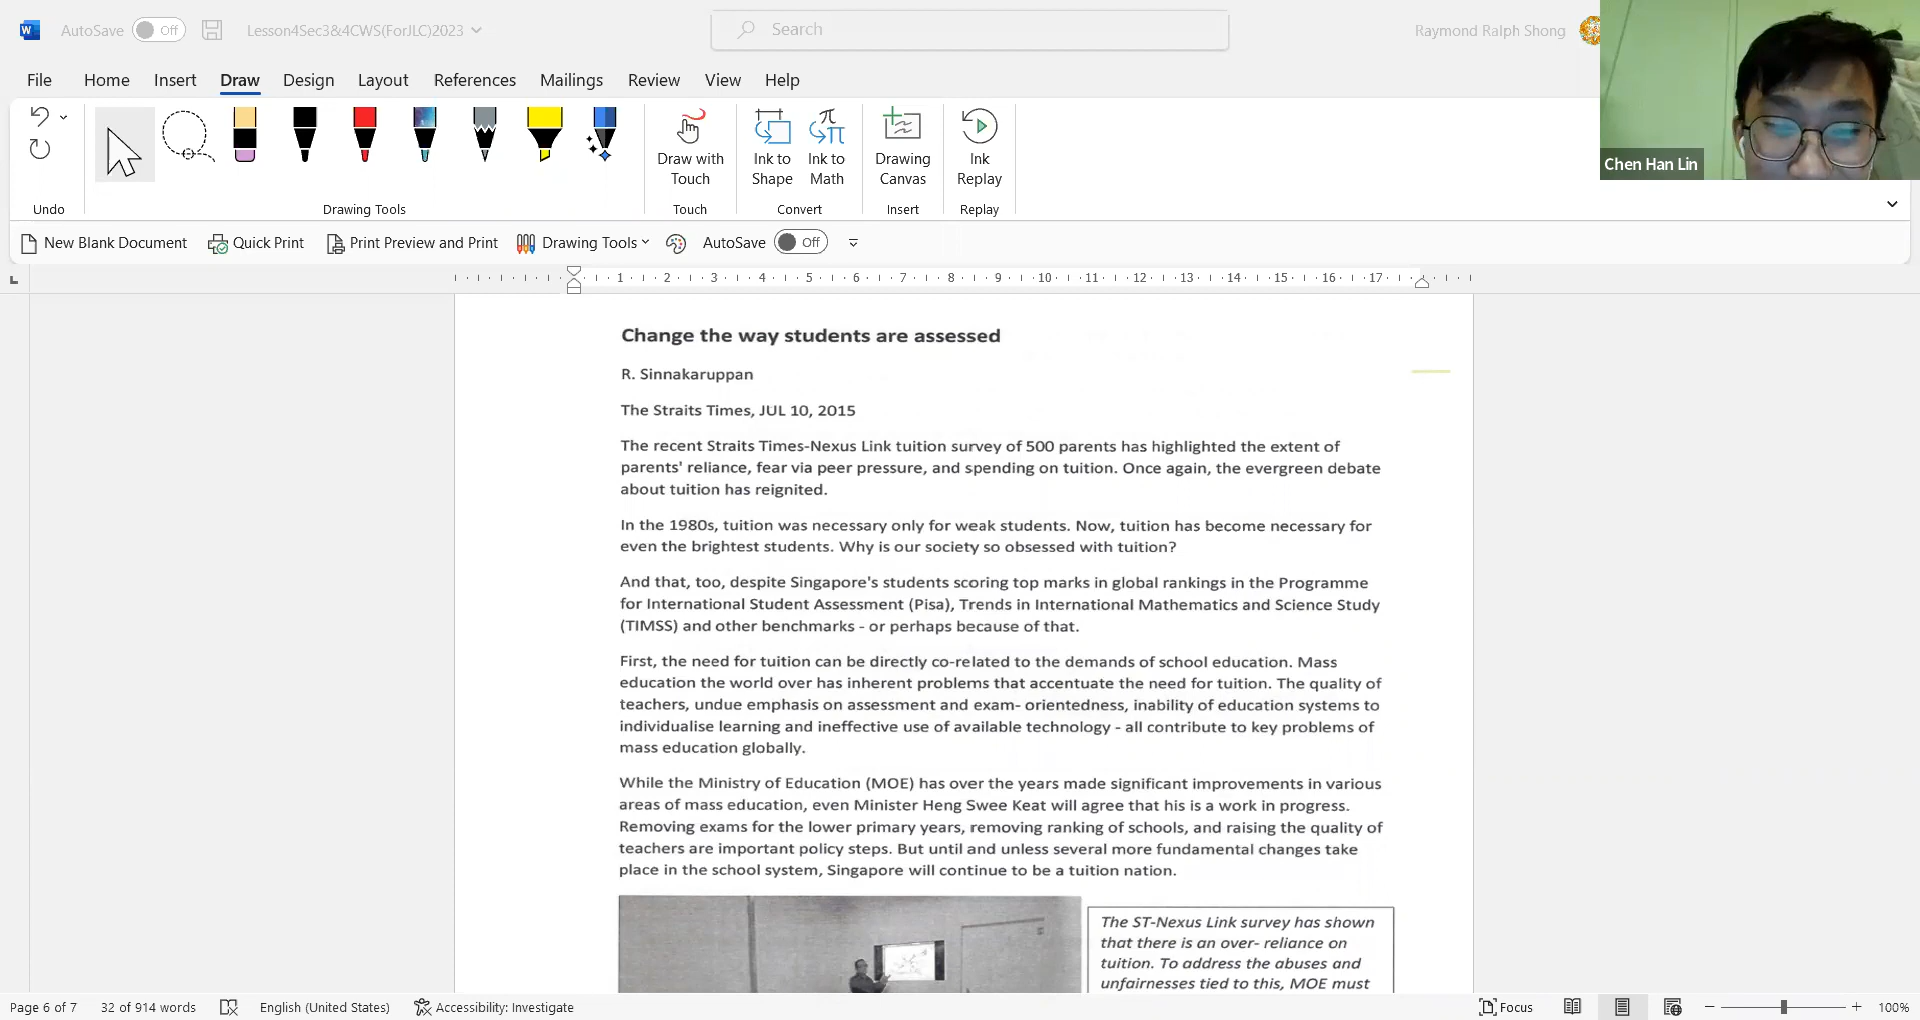 AutoSave Off Lesson4Sec3&4CWS(ForJLC)2023 Search Raymond Ralph Shong
File Home Insert Draw Design Layout References Mailings Review View Help
Draw with Touch
Ink to Shape
Ink to Math
Drawing Canvas
Ink Replay
Undo Drawing Tools Touch Convert Insert Replay
Chen Han Lin
New Blank Document Quick Print Print Preview and Print Drawing Tools AutoSave Off
1 2 3 4 5 6 7 8 9 10 11 12 13 14 15 16 17
Change the way students are assessed
R. Sinnakaruppan
The Straits Times, JUL 10, 2015
The recent Straits Times-Nexus Link tuition survey of 500 parents has highlighted the extent of
parents' reliance, fear via peer pressure, and spending on tuition. Once again, the evergreen debate
about tuition has reignited.
In the 1980s, tuition was necessary only for weak students. Now, tuition has become necessary for
even the brightest students. Why is our society so obsessed with tuition?
And that, too, despite Singapore's students scoring top marks in global rankings in the Programme
for International Student Assessment (Pisa), Trends in International Mathematics and Science Study
(TIMSS) and other benchmarks - or perhaps because of that.
First, the need for tuition can be directly co-related to the demands of school education. Mass
education the world over has inherent problems that accentuate the need for tuition. The quality of
teachers, undue emphasis on assessment and exam- orientedness, inability of education systems to
individualise learning and ineffective use of available technology - all contribute to key problems of
mass education globally.
While the Ministry of Education (MOE) has over the years made significant improvements in various
areas of mass education, even Minister Heng Swee Keat will agree that his is a work in progress.
Removing exams for the lower primary years, removing ranking of schools, and raising the quality of
teachers are important policy steps. But until and unless several more fundamental changes take
place in the school system, Singapore will continue to be a tuition nation.
The ST-Nexus Link survey has shown
that there is an over- reliance on
tuition. To address the abuses and
unfairnesses tied to this, MOE must
Page 6 of 7 32 of 914 words English (United States) Accessibility: Investigate Focus 100%